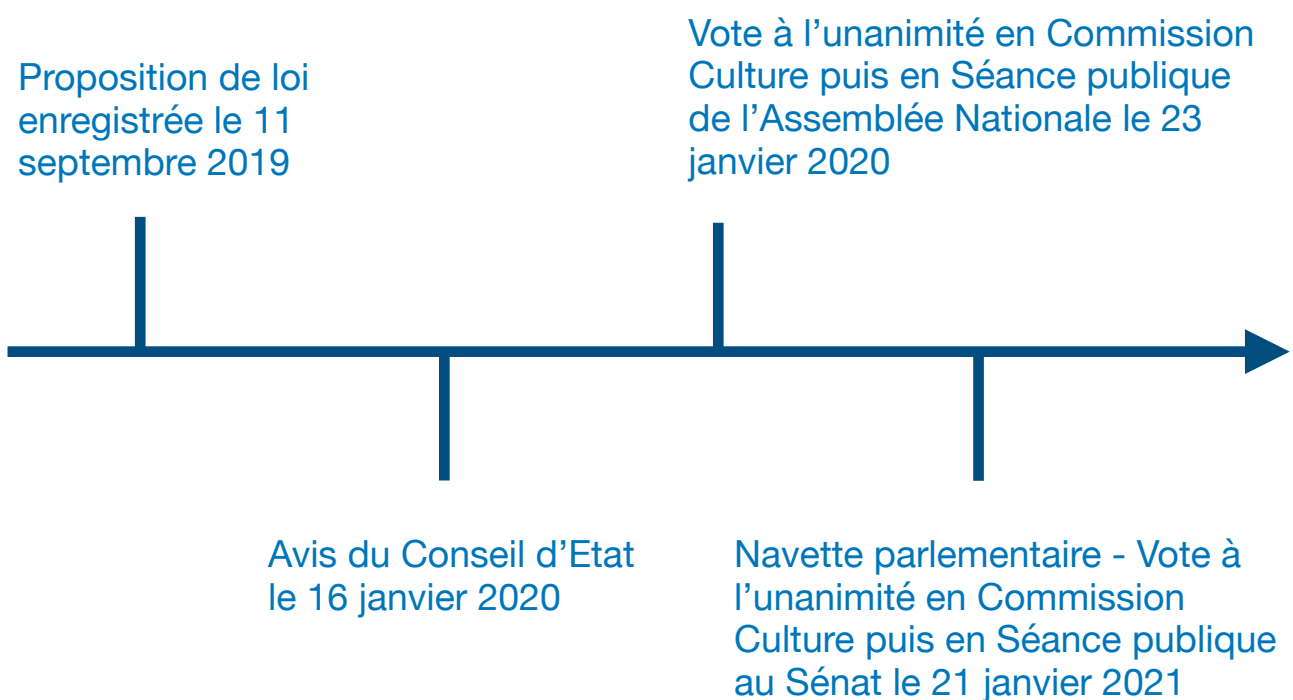 Proposition de loi
enregistrée le 11
septembre 2019
Vote à l’unanimité en Commission
Culture puis en Séance publique
de l’Assemblée Nationale le 23
janvier 2020
Avis du Conseil d’Etat
le 16 janvier 2020
Navette parlementaire - Vote à
l’unanimité en Commission
Culture puis en Séance publique
au Sénat le 21 janvier 2021